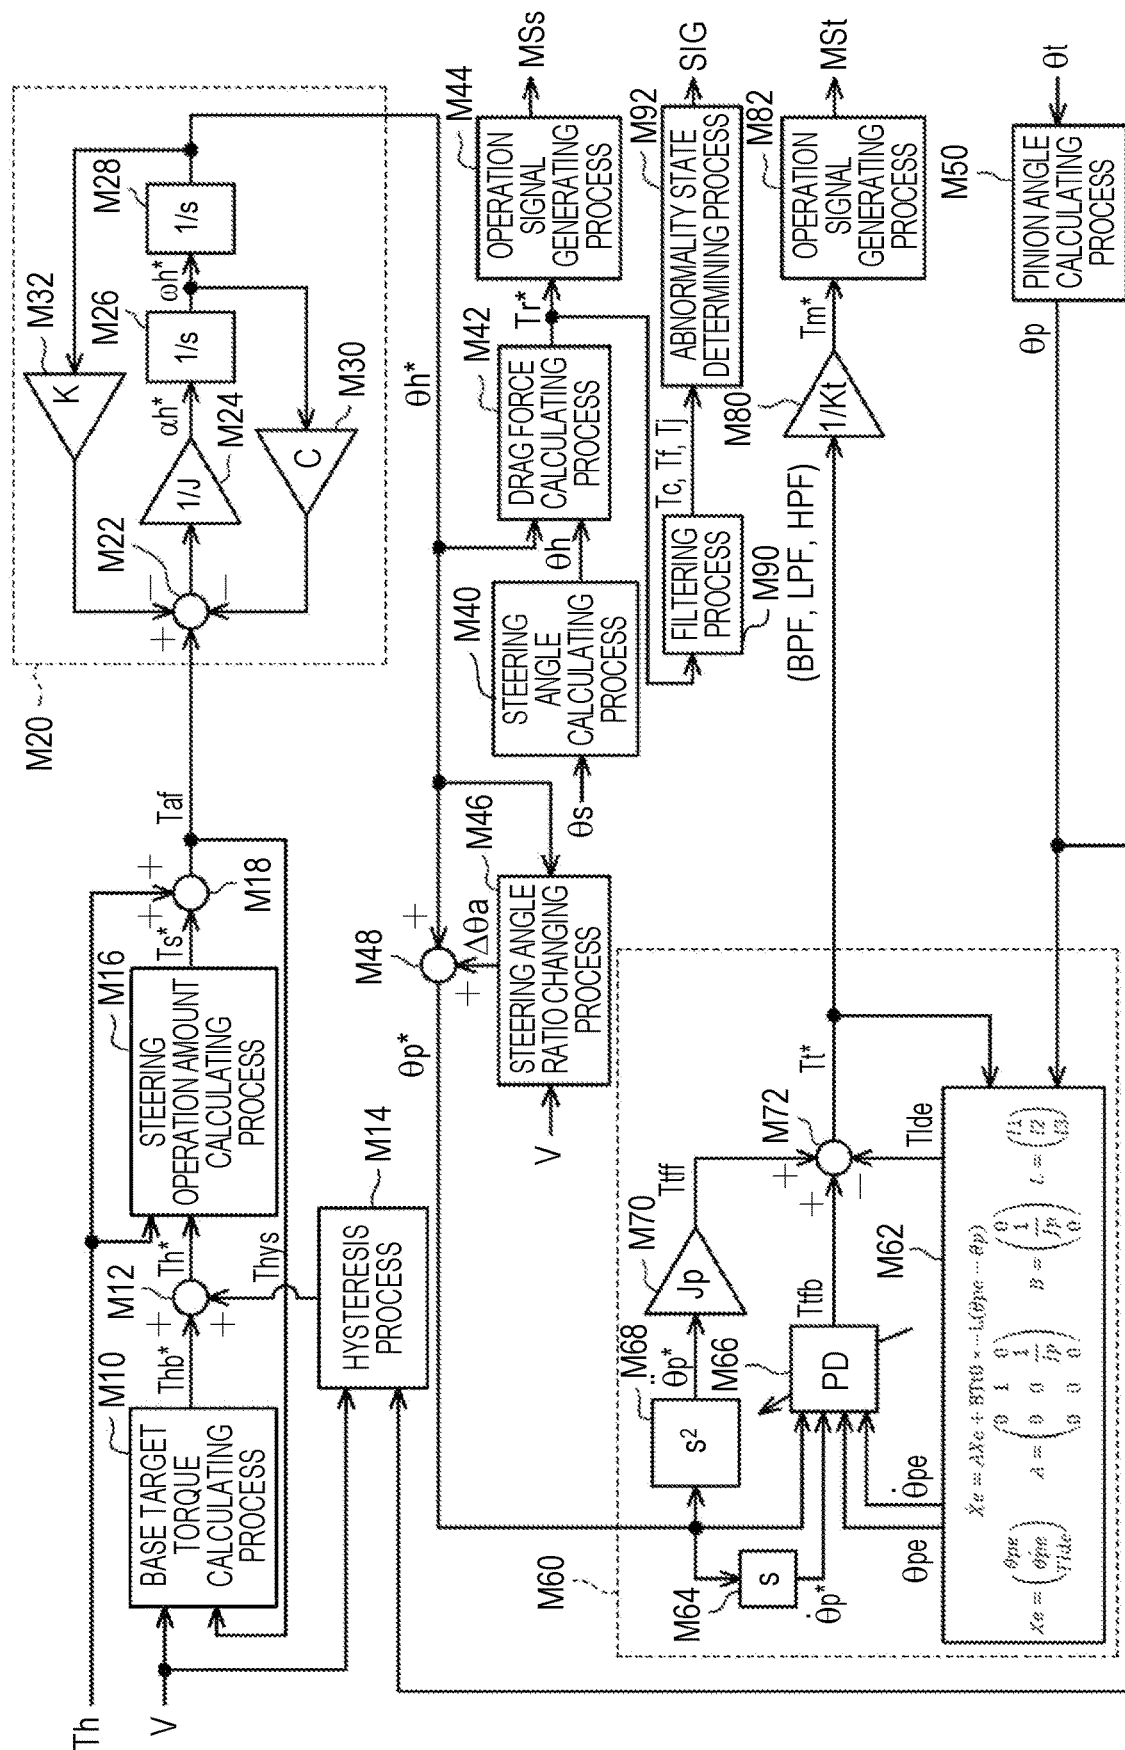 Th
V
M10
BASE TARGET
TORQUE
CALCULATING
PROCESS
Thb*
+
+
M12
Th*
Thys
M14
HYSTERESIS
PROCESS
M16
STEERING
OPERATION AMOUNT
CALCULATING
PROCESS
Ts*
+
+
M18
Taf
M20
+
−
−
M22
1/J
M24
αh*
M26
1/s
ωh*
M28
1/s
M32
K
C
M30
θh*
θp*
M48
+
+
Δθa
M46
STEERING ANGLE
RATIO CHANGING
PROCESS
V
θs
M40
STEERING
ANGLE
CALCULATING
PROCESS
θh
M42
DRAG FORCE
CALCULATING
PROCESS
Tr*
M44
OPERATION
SIGNAL
GENERATING
PROCESS
MSs
FILTERING
PROCESS
M90
(BPF, LPF, HPF)
Tc, Tf, Tj
ABNORMALITY STATE
DETERMINING PROCESS
M92
SIG
M80
1/Kt
Tm*
M82
OPERATION
SIGNAL
GENERATING
PROCESS
MSt
θt
M50
PINION ANGLE
CALCULATING
PROCESS
θp
M60
M64
s
θ̇p*
M68
s²
θ̈p*
M70
Jp
Ttff
M66
PD
Ttfb
M72
+
+
−
Tt*
Tlde
θpe
θ̇pe
M62